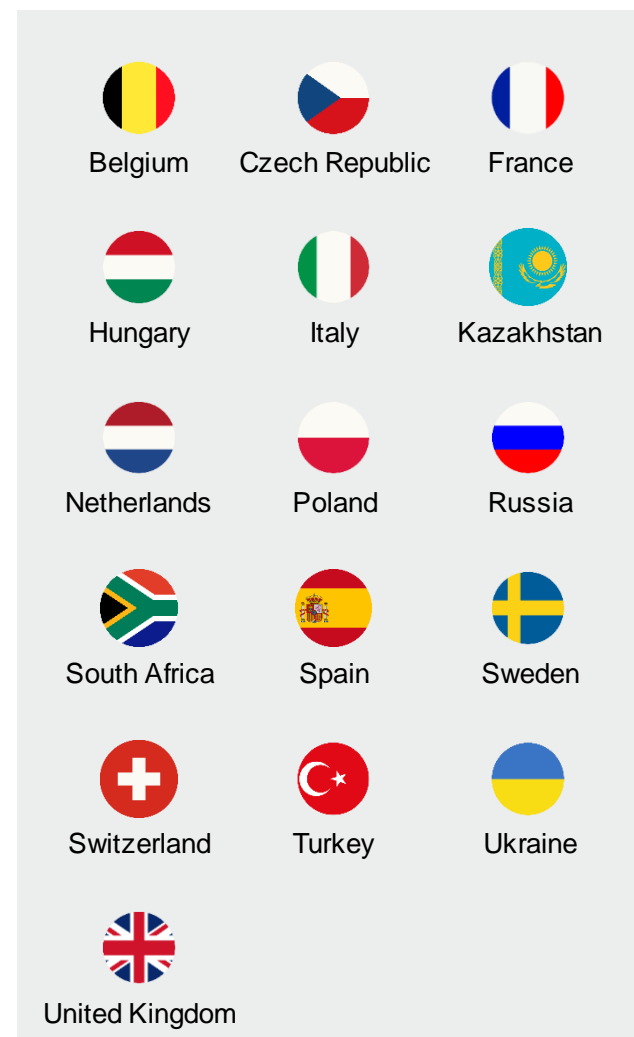 Belgium Czech Republic France
Hungary Italy Kazakhstan
Netherlands Poland Russia
South Africa Spain Sweden
Switzerland Turkey Ukraine
United Kingdom